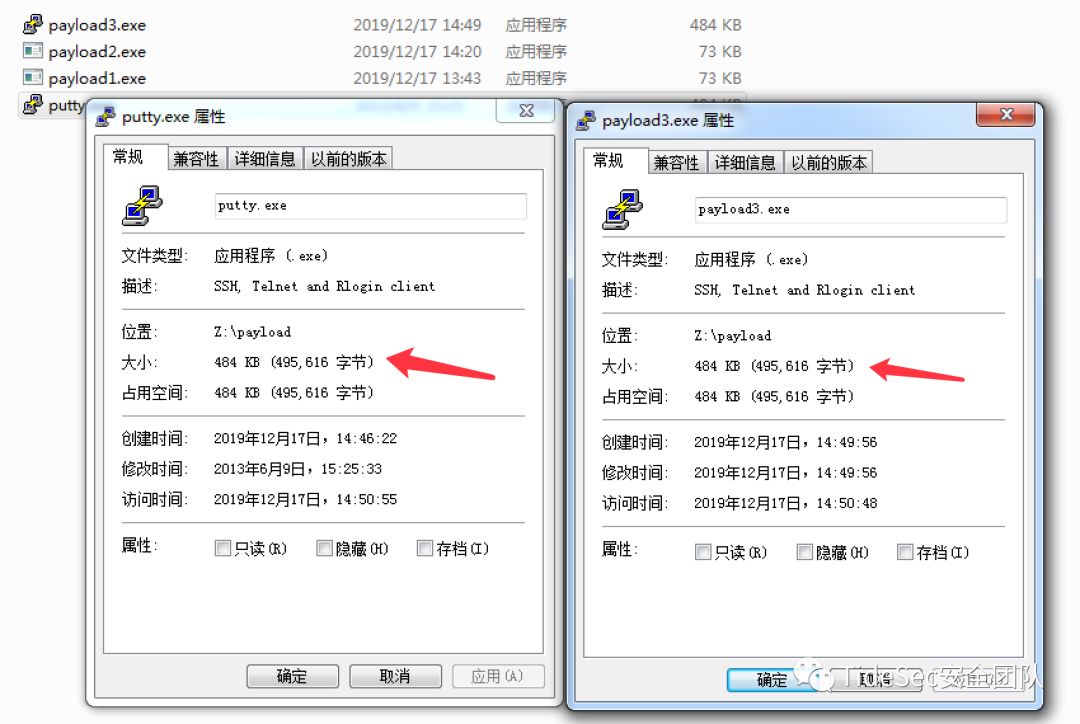 payload3.exe 2019/12/17 14:49 应用程序 484 KB
payload2.exe 2019/12/17 14:20 应用程序 73 KB
payload1.exe 2019/12/17 13:43 应用程序 73 KB
putty
putty.exe 属性
常规 兼容性 详细信息 以前的版本
putty.exe
文件类型: 应用程序 (.exe)
描述: SSH, Telnet and Rlogin client
位置: Z:\payload
大小: 484 KB (495,616 字节)
占用空间: 484 KB (495,616 字节)
创建时间: 2019年12月17日，14:46:22
修改时间: 2013年6月9日，15:25:33
访问时间: 2019年12月17日，14:50:55
属性: 只读(R) 隐藏(H) 存档(I)
确定 取消 应用(A)
payload3.exe 属性
常规 兼容性 详细信息 以前的版本
payload3.exe
文件类型: 应用程序 (.exe)
描述: SSH, Telnet and Rlogin client
位置: Z:\payload
大小: 484 KB (495,616 字节)
占用空间: 484 KB (495,616 字节)
创建时间: 2019年12月17日，14:49:56
修改时间: 2019年12月17日，14:49:56
访问时间: 2019年12月17日，14:50:48
属性: 只读(R) 隐藏(H) 存档(I)
确定 取消
TideSec安全团队